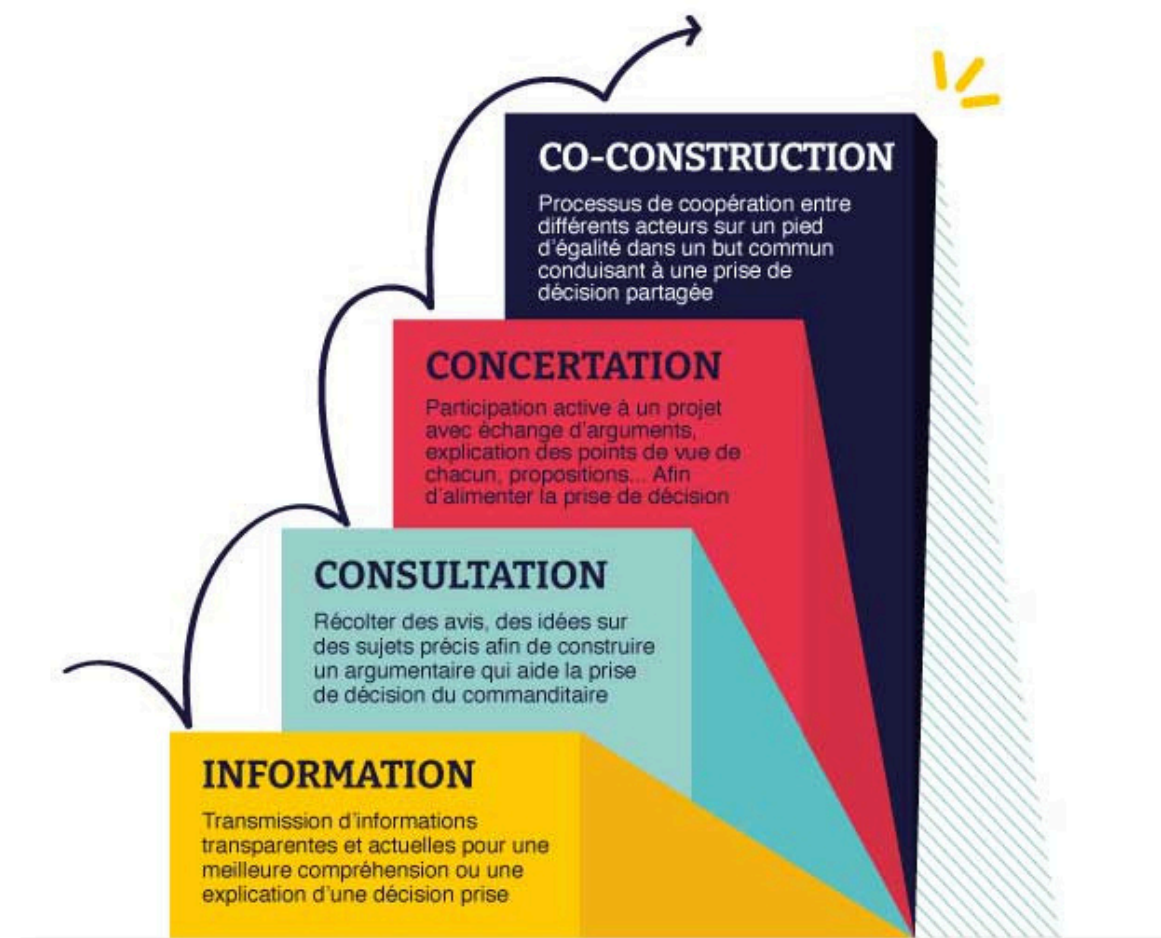 CO-CONSTRUCTION
Processus de coopération entre
différents acteurs sur un pied
d'égalité dans un but commun
conduisant à une prise de
décision partagée
CONCERTATION
Participation active à un projet
avec échange d'arguments,
explication des points de vue de
chacun, propositions... Afin
d'alimenter la prise de décision
CONSULTATION
Récolter des avis, des idées sur
des sujets précis afin de construire
un argumentaire qui aide la prise
de décision du commanditaire
INFORMATION
Transmission d'informations
transparentes et actuelles pour une
meilleure compréhension ou une
explication d'une décision prise